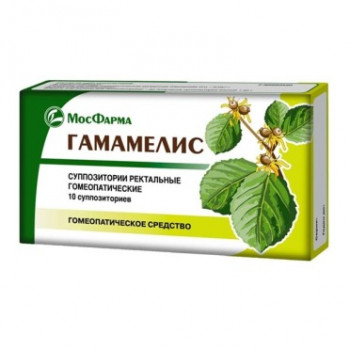 МосФарма
ГАМАМЕЛИС
СУППОЗИТОРИИ РЕКТАЛЬНЫЕ
ГОМЕОПАТИЧЕСКИЕ
10 суппозиториев
ГОМЕОПАТИЧЕСКОЕ СРЕДСТВО